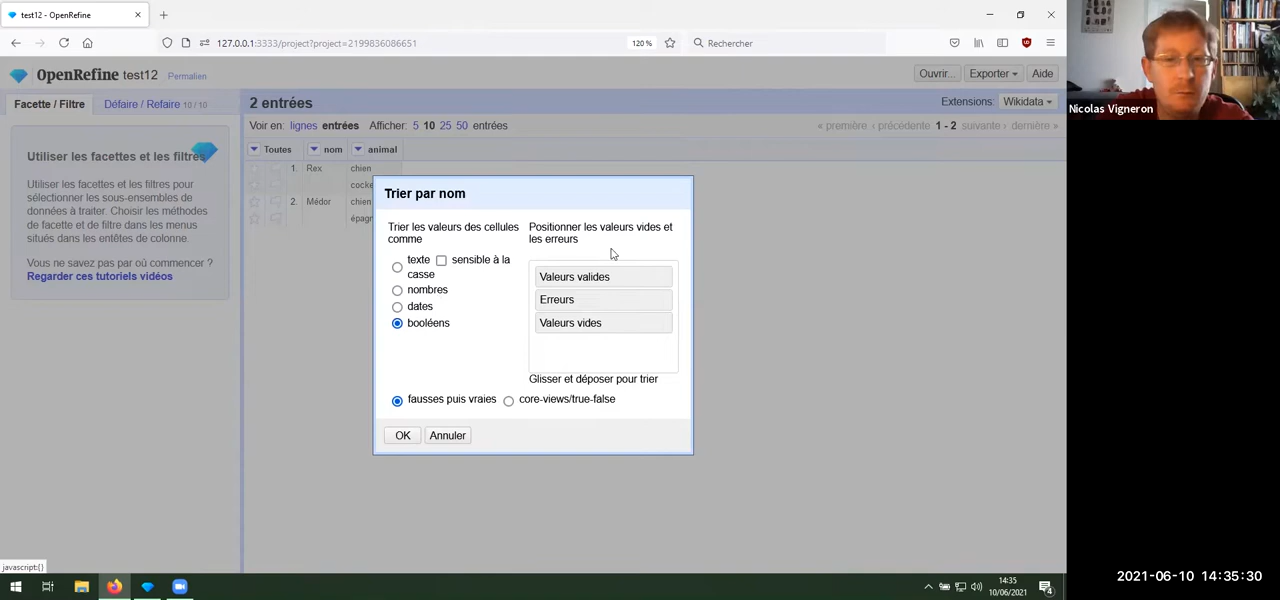 test12 - OpenRefine
127.0.0.1:3333/project?project=2199836086651
120 %
Rechercher
OpenRefine test12 Permalien
Ouvrir...
Exporter
Aide
Facette / Filtre
Défaire / Refaire 10 / 10
2 entrées
Extensions: Wikidata
Voir en: lignes entrées Afficher: 5 10 25 50 entrées
« première ‹ précédente 1 - 2 suivante › dernière »
Toutes
nom
animal
1. Rex chien
cocke
2. Médor chien
épagn
Utiliser les facettes et les filtres
Utiliser les facettes et filtres pour
sélectionner les sous-ensembles de
données à traiter. Choisir les méthodes
de facette et de filtre dans les menus
situés dans les entêtes de colonne.
Vous ne savez pas par où commencer ?
Regarder ces tutoriels vidéos
Trier par nom
Trier les valeurs des cellules
comme
texte
sensible à la
casse
nombres
dates
booléens
Positionner les valeurs vides et
les erreurs
Valeurs valides
Erreurs
Valeurs vides
Glisser et déposer pour trier
fausses puis vraies
core-views/true-false
OK
Annuler
javascript:{}
14:35
10/06/2021
4
Nicolas Vigneron
2021-06-10 14:35:30